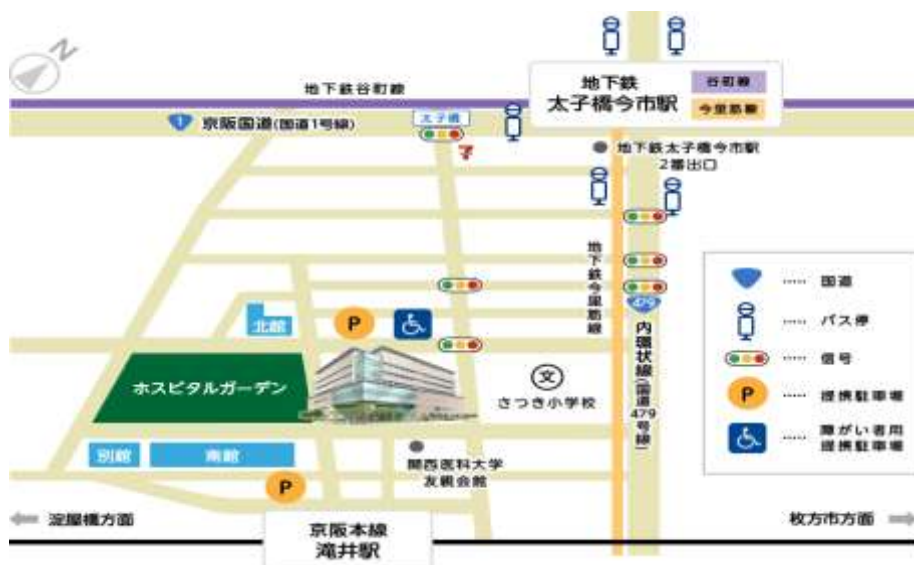 N
地下鉄谷町線
地下鉄
太子橋今市駅
谷町線
今里筋線
1
京阪国道(国道1号線)
太子橋
7
地下鉄太子橋今市駅
2番出口
地下鉄今里筋線
479
内環状線(国道479号線)
国道
バス停
信号
P
提携駐車場
障がい者用
提携駐車場
北館
P
ホスピタルガーデン
文
さつき小学校
別館
南館
関西医科大学
友親会館
P
淀屋橋方面
京阪本線
滝井駅
枚方市方面